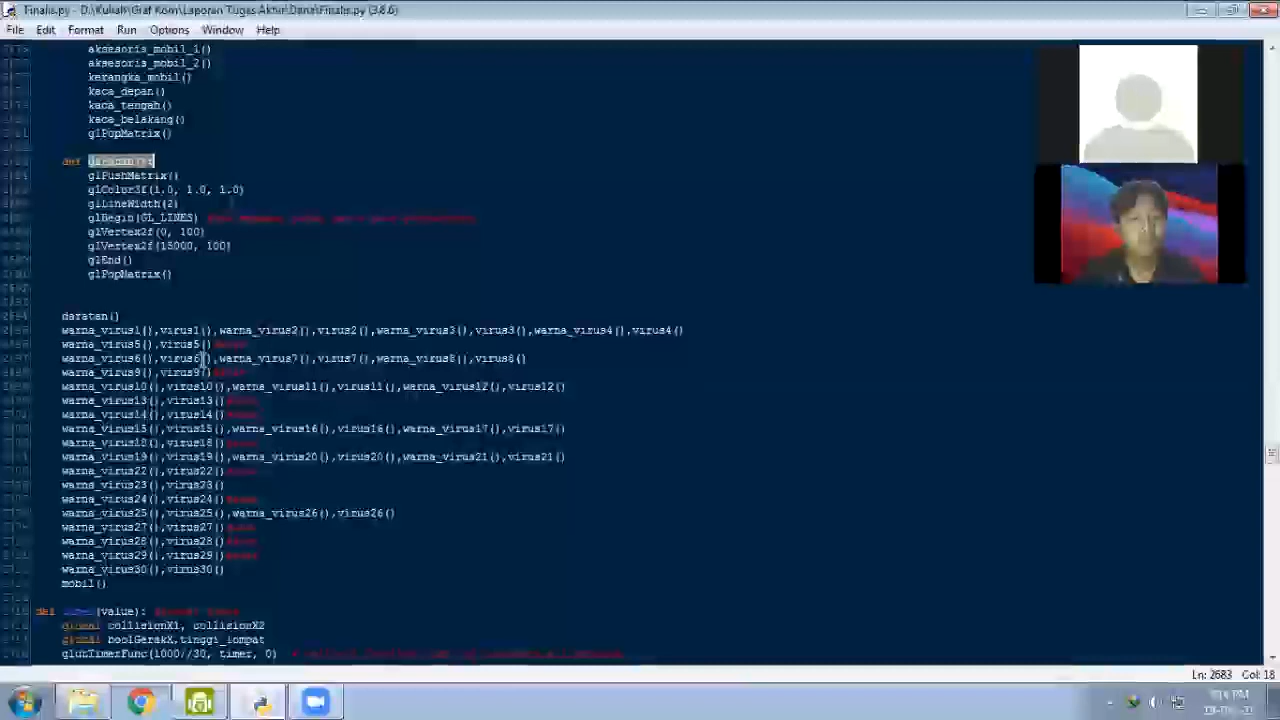 Finalis.py - D:\Kuliah\Graf Kom\Laporan Tugas Akhir\Dana\Finalis.py (3.8.6)
File Edit Format Run Options Window Help
aksesoris_mobil_1()
aksesoris_mobil_2()
kerangka_mobil()
kaca_depan()
kaca_tengah()
kaca_belakang()
glPopMatrix()
def
glPushMatrix()
glColor3f(1.0, 1.0, 1.0)
glLineWidth(2)
glBegin(GL_LINES)
glVertex2f(0, 100)
glVertex2f(15000, 100)
glEnd()
glPopMatrix()
daratan()
warna_virus1(),virus1(),warna_virus2(),virus2(),warna_virus3(),virus3(),warna_virus4(),virus4()
warna_virus5(),virus5()
warna_virus6(),virus6(),warna_virus7(),virus7(),warna_virus8(),virus8()
warna_virus9(),virus9()
warna_virus10(),virus10(),warna_virus11(),virus11(),warna_virus12(),virus12()
warna_virus13(),virus13()
warna_virus14(),virus14()
warna_virus15(),virus15(),warna_virus16(),virus16(),warna_virus17(),virus17()
warna_virus18(),virus18()
warna_virus19(),virus19(),warna_virus20(),virus20(),warna_virus21(),virus21()
warna_virus22(),virus22()
warna_virus23(),virus23()
warna_virus24(),virus24()
warna_virus25(),virus25(),warna_virus26(),virus26()
warna_virus27(),virus27()
warna_virus28(),virus28()
warna_virus29(),virus29()
warna_virus30(),virus30()
mobil()
def timer(value):
global collisionX1, collisionX2
global boolGerakX,tinggi_lompat
glutTimerFunc(1000//30, timer, 0)
Ln: 2683 Col: 18